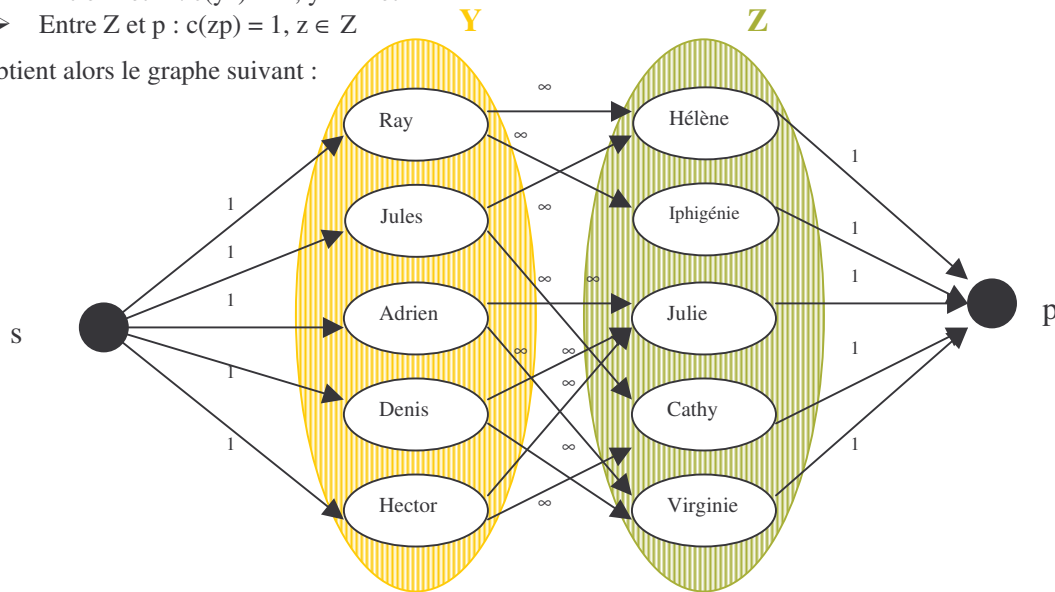 Y Z
Entre Z et p : c(zp) = 1, z ∈ Z
btient alors le graphe suivant :
∞
Ray Hélène
∞
1
1 ∞
Jules Iphigénie
1
1
∞ ∞ 1
1
Adrien Julie
s p
∞ ∞ 1
1 ∞
Denis Cathy
1 ∞ 1
Hector ∞ Virginie